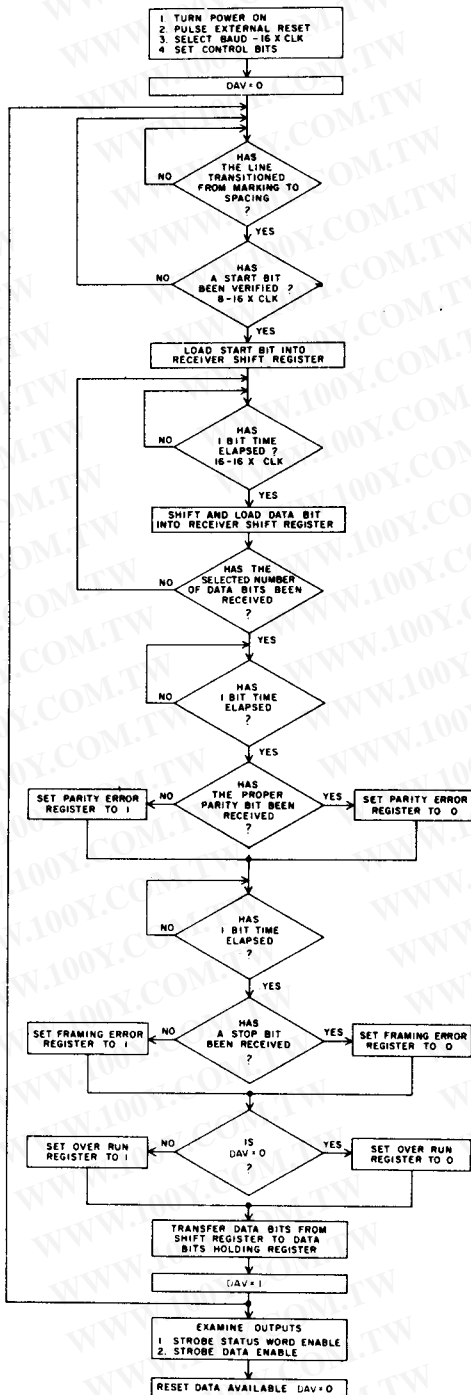 1. TURN POWER ON
2. PULSE EXTERNAL RESET
3. SELECT BAUD - 16 X CLK
4 SET CONTROL BITS
DAV = 0
HAS
THE LINE
TRANSITIONED
FROM MARKING TO
SPACING
?
NO
YES
HAS
A START BIT
BEEN VERIFIED ?
8-16 X CLK
NO
YES
LOAD START BIT INTO
RECEIVER SHIFT REGISTER
HAS
1 BIT TIME
ELAPSED ?
16-16 X CLK
NO
YES
SHIFT AND LOAD DATA BIT
INTO RECEIVER SHIFT REGISTER
HAS THE
SELECTED NUMBER
OF DATA BITS BEEN
RECEIVED
?
NO
YES
HAS
1 BIT TIME
ELAPSED
?
NO
YES
HAS
THE PROPER
PARITY BIT BEEN
RECEIVED
?
NO
YES
SET PARITY ERROR
REGISTER TO 1
SET PARITY ERROR
REGISTER TO 0
HAS
1 BIT TIME
ELAPSED
?
NO
YES
HAS
A STOP BIT
BEEN RECEIVED
?
NO
YES
SET FRAMING ERROR
REGISTER TO 1
SET FRAMING ERROR
REGISTER TO 0
IS
DAV = 0
?
NO
YES
SET OVER RUN
REGISTER TO 1
SET OVER RUN
REGISTER TO 0
TRANSFER DATA BITS FROM
SHIFT REGISTER TO DATA
BITS HOLDING REGISTER
DAV = 1
EXAMINE OUTPUTS
1 STROBE STATUS WORD ENABLE
2. STROBE DATA ENABLE
RESET DATA AVAILABLE DAV = 0
WWW.100Y.COM.TW